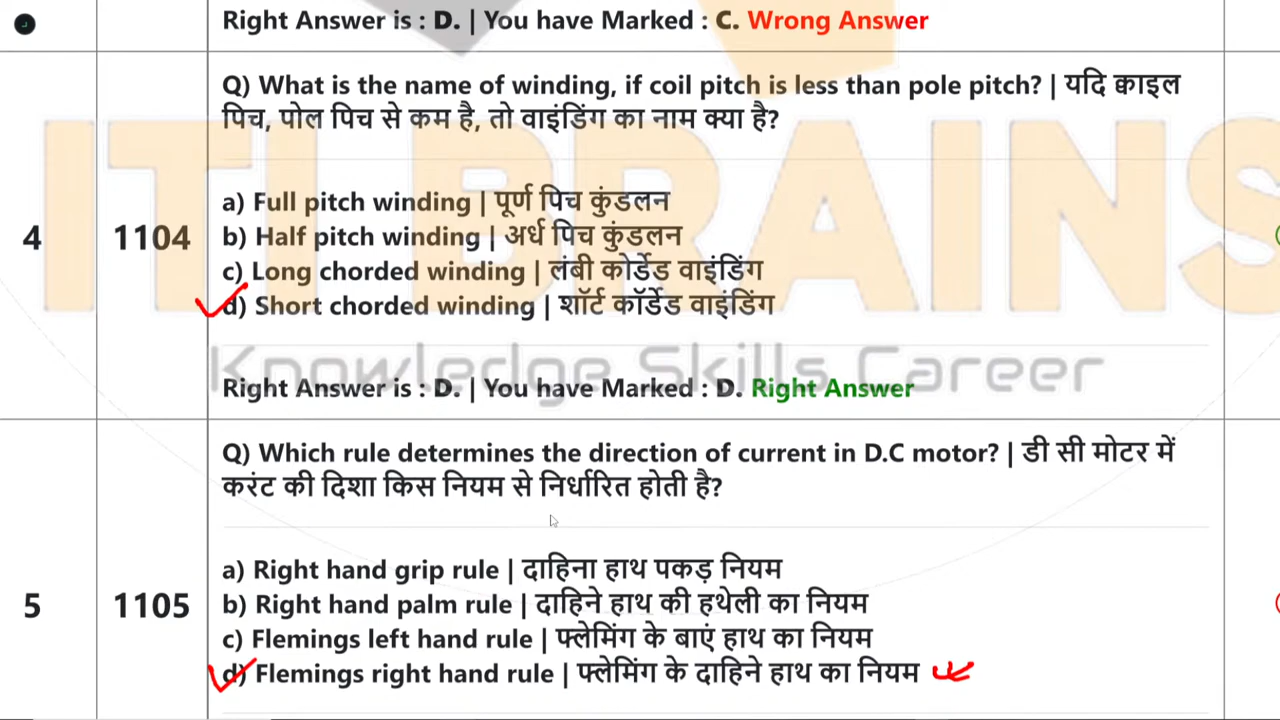 Right Answer is : D. | You have Marked : C. Wrong Answer
Q) What is the name of winding, if coil pitch is less than pole pitch? | यदि क्वाइल
पिच, पोल पिच से कम है, तो वाइंडिंग का नाम क्या है?
a) Full pitch winding | पूर्ण पिच कुंडलन
b) Half pitch winding | अर्ध पिच कुंडलन
4 1104
c) Long chorded winding | लंबी कोर्डेड वाइंडिंग
d) Short chorded winding | शॉर्ट कॉर्डेड वाइंडिंग
ITI BRAINS
Knowledge Skills Career
Right Answer is : D. | You have Marked : D. Right Answer
Q) Which rule determines the direction of current in D.C motor? | डी सी मोटर में
करंट की दिशा किस नियम से निर्धारित होती है?
a) Right hand grip rule | दाहिना हाथ पकड़ नियम
5 1105
b) Right hand palm rule | दाहिने हाथ की हथेली का नियम
c) Flemings left hand rule | फ्लेमिंग के बाएं हाथ का नियम
d) Flemings right hand rule | फ्लेमिंग के दाहिने हाथ का नियम